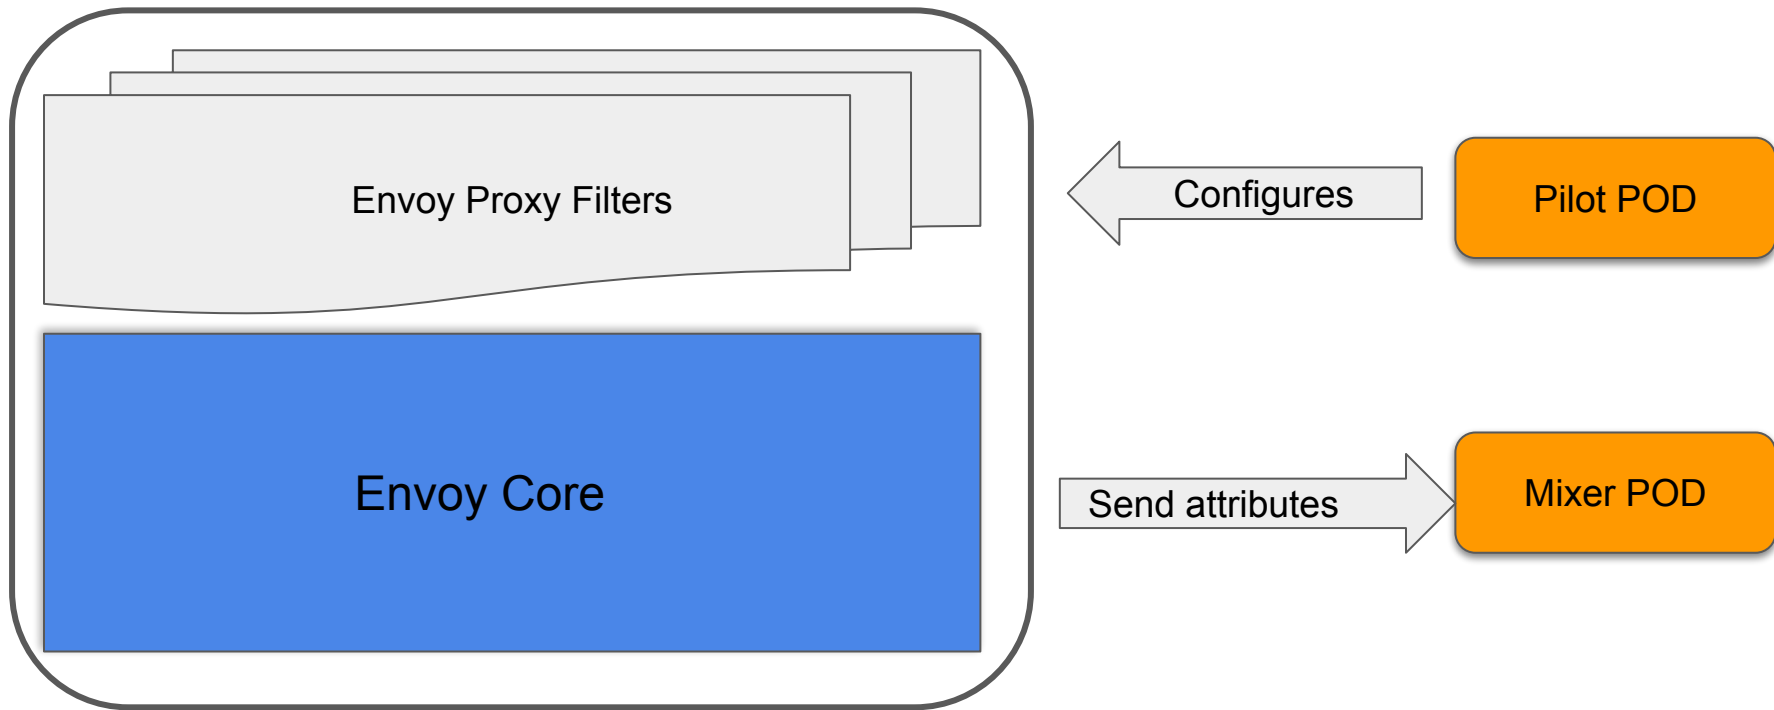 Envoy Proxy Filters
Configures
Pilot POD
Envoy Core
Send attributes
Mixer POD